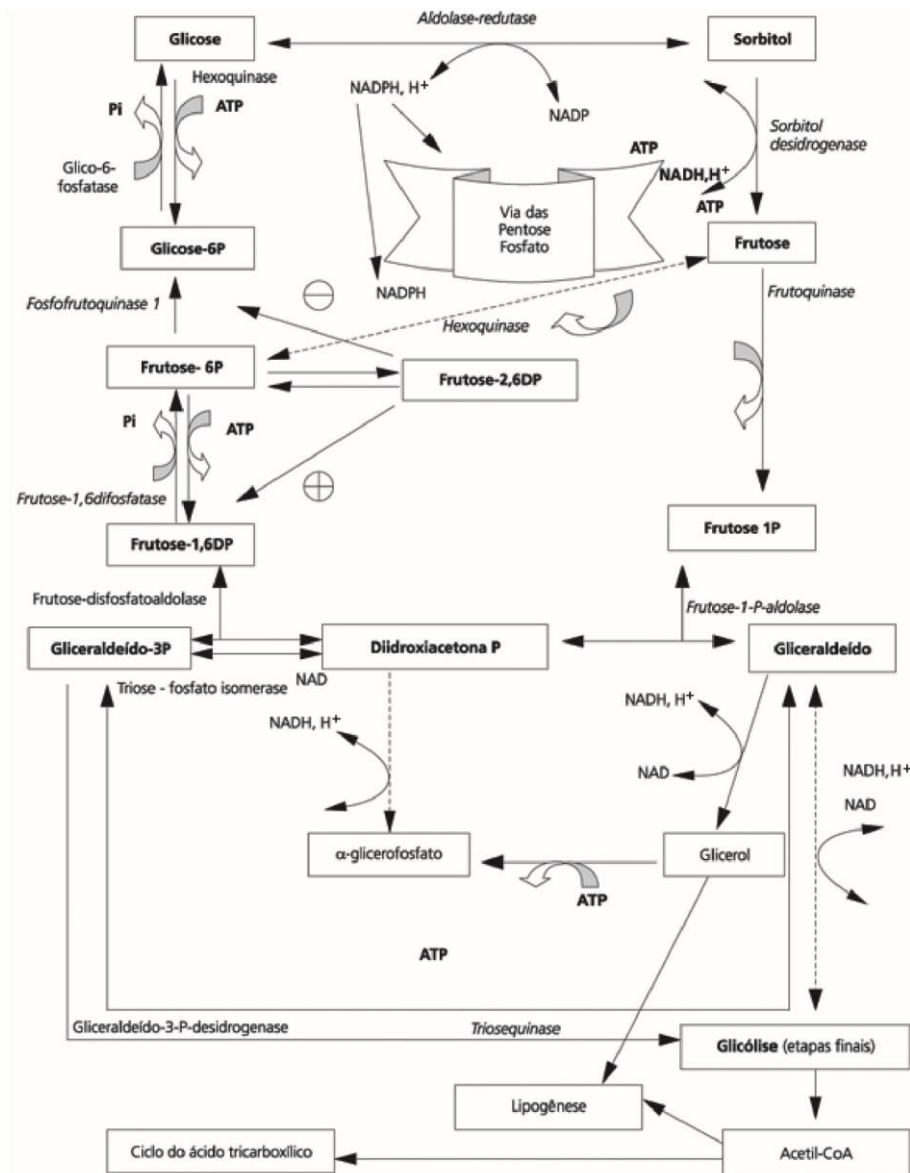 Aldolase-redutase
Glicose
Sorbitol
Hexoquinase
NADPH, H+
NADP
Pi
ATP
Sorbitol
desidrogenase
ATP
NADH,H+
ATP
Glico-6-
fosfatase
Via das
Pentose
Fosfato
Glicose-6P
Frutose
NADPH
Fosfofrutoquinase 1
Hexoquinase
Frutoquinase
Frutose- 6P
Frutose-2,6DP
Pi
ATP
Frutose-1,6difosfatase
Frutose-1,6DP
Frutose 1P
Frutose-disfosfatoaldolase
Frutose-1-P-aldolase
Gliceraldeído-3P
Diidroxiacetona P
Gliceraldeído
Triose - fosfato isomerase
NAD
NADH, H+
NADH, H+
NAD
NADH,H+
NAD
α-glicerofosfato
Glicerol
ATP
ATP
Gliceraldeído-3-P-desidrogenase
Triosequinase
Glicólise (etapas finais)
Lipogênese
Ciclo do ácido tricarboxílico
Acetil-CoA